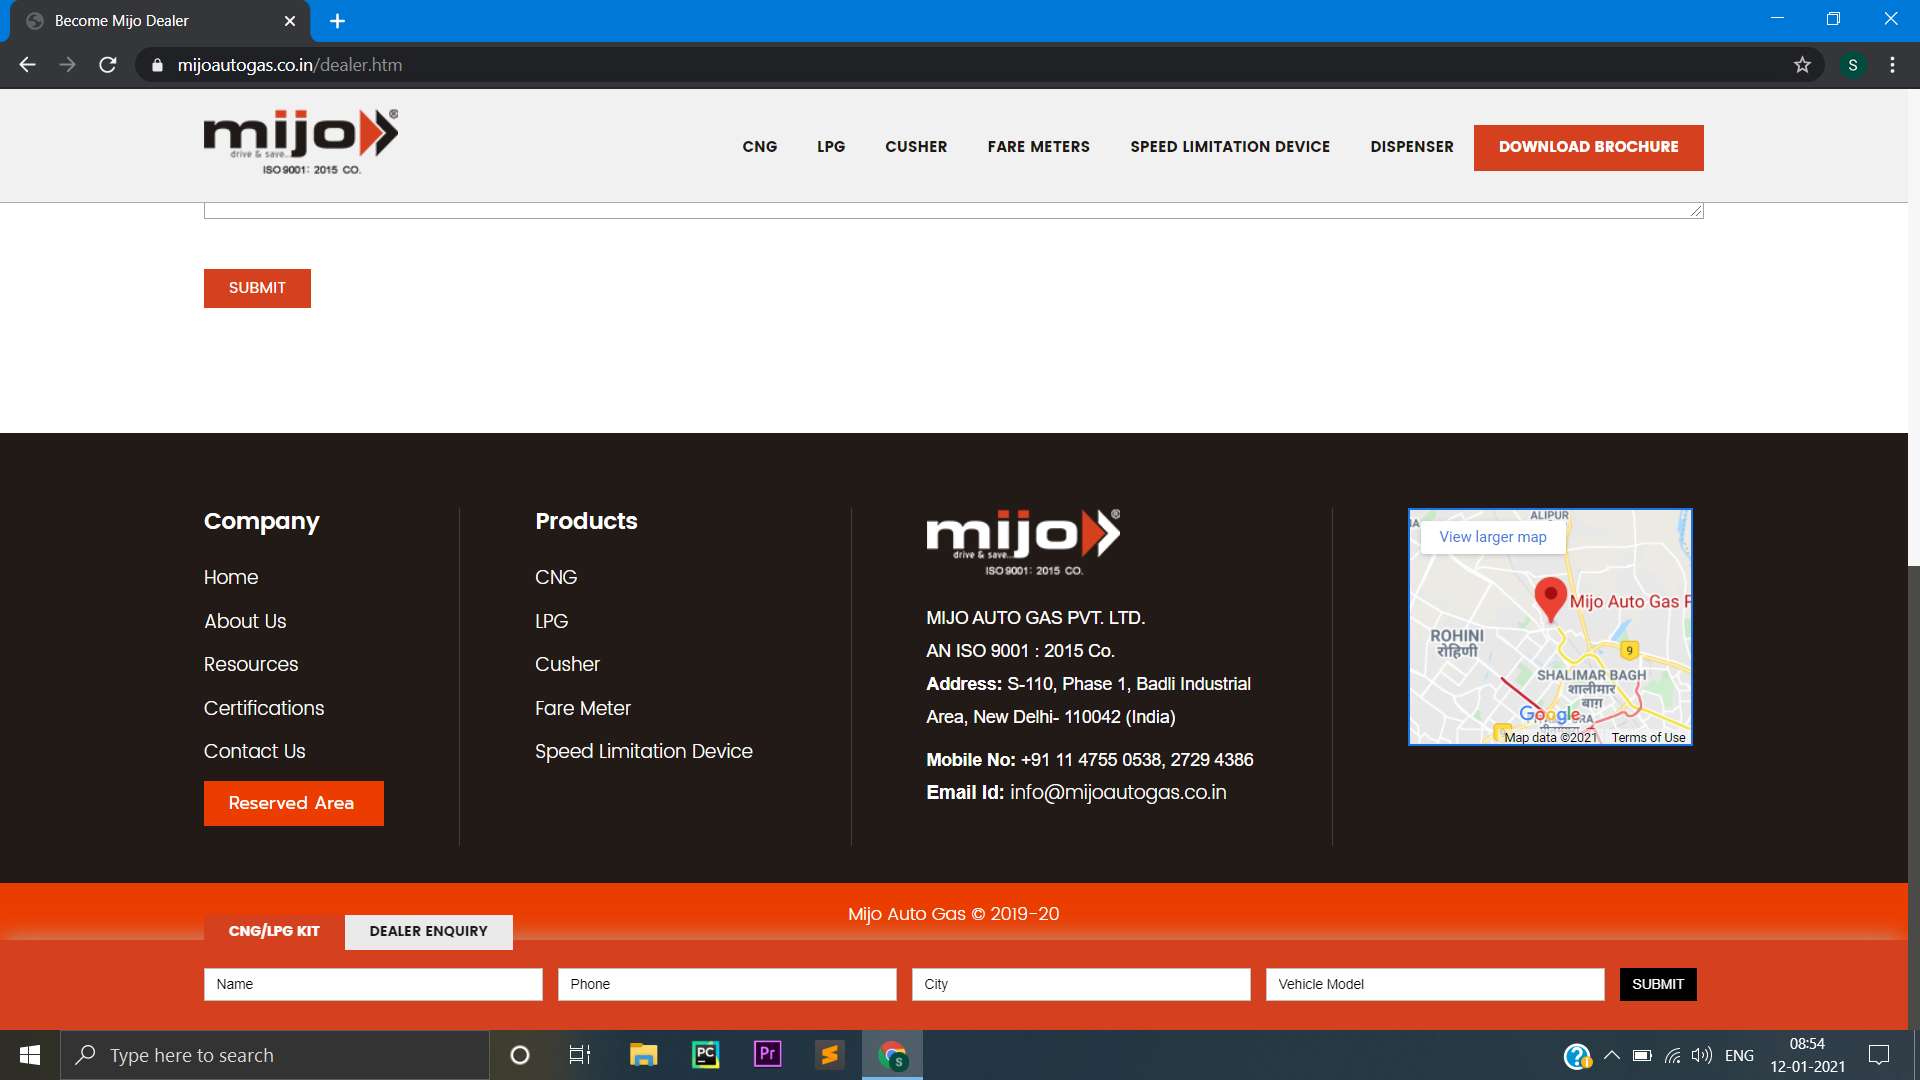 Become Mijo Dealer
mijoautogas.co.in/dealer.htm
S
mijo®
drive & save...
ISO 9001: 2015 CO.
CNG
LPG
CUSHER
FARE METERS
SPEED LIMITATION DEVICE
DISPENSER
DOWNLOAD BROCHURE
SUBMIT
Company
Home
About Us
Resources
Certifications
Contact Us
Reserved Area
Products
CNG
LPG
Cusher
Fare Meter
Speed Limitation Device
mijo®
drive & save...
ISO 9001: 2015 CO.
MIJO AUTO GAS PVT. LTD.
AN ISO 9001 : 2015 Co.
Address: S-110, Phase 1, Badli Industrial
Area, New Delhi- 110042 (India)
Mobile No: +91 11 4755 0538, 2729 4386
Email Id: info@mijoautogas.co.in
ALIPUR
View larger map
Mijo Auto Gas P
ROHINI
रोहिणी
9
SHALIMAR BAGH
शालीमार
बाग़
Google
Map data ©2021 Terms of Use
Mijo Auto Gas © 2019-20
CNG/LPG KIT
DEALER ENQUIRY
Name
Phone
City
Vehicle Model
SUBMIT
Type here to search
PC
Pr
S
ENG
08:54
12-01-2021